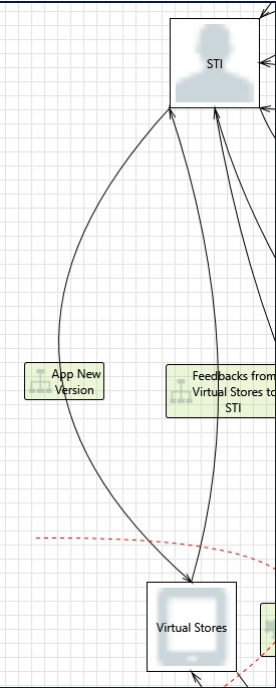 STI
App New
Version
Feedbacks from
Virtual Stores to
STI
Virtual Stores